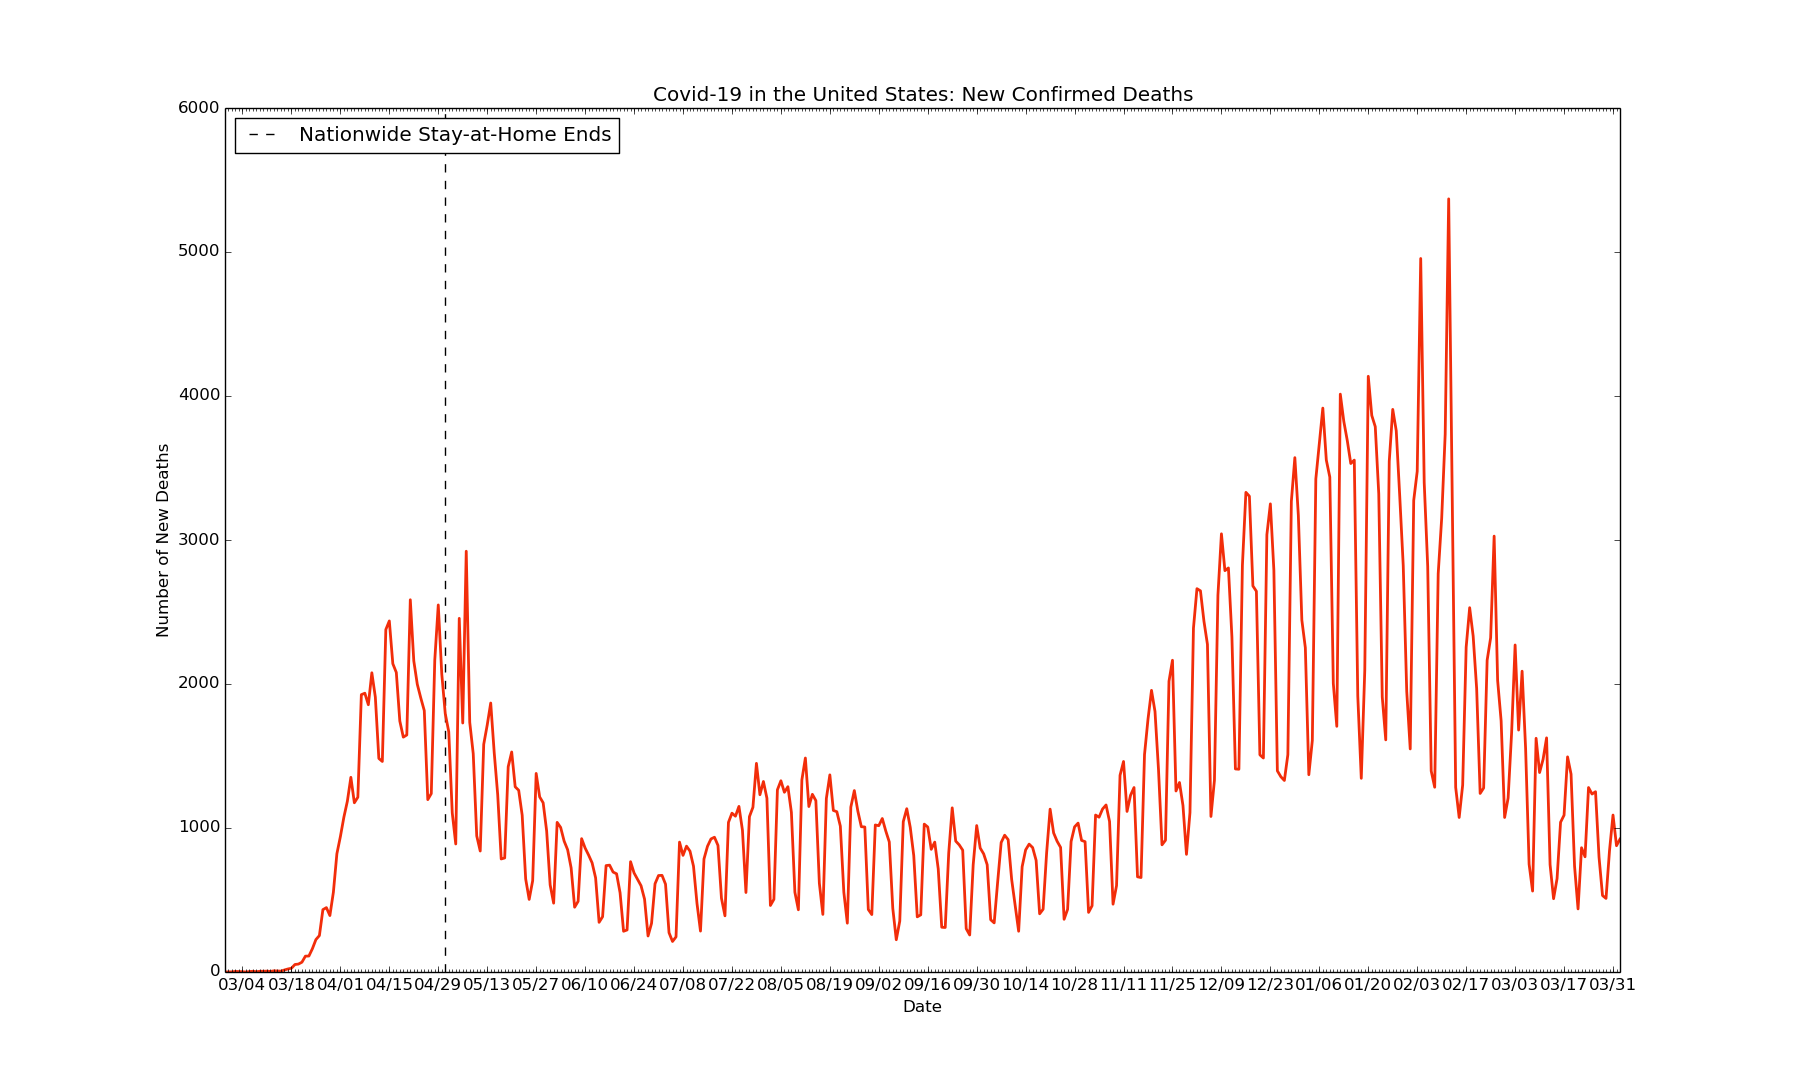 Covid-19 in the United States: New Confirmed Deaths
Nationwide Stay-at-Home Ends
6000
5000
4000
3000
2000
1000
0
Number of New Deaths
03/04 03/18 04/01 04/15 04/29 05/13 05/27 06/10 06/24 07/08 07/22 08/05 08/19 09/02 09/16 09/30 10/14 10/28 11/11 11/25 12/09 12/23 01/06 01/20 02/03 02/17 03/03 03/17 03/31
Date